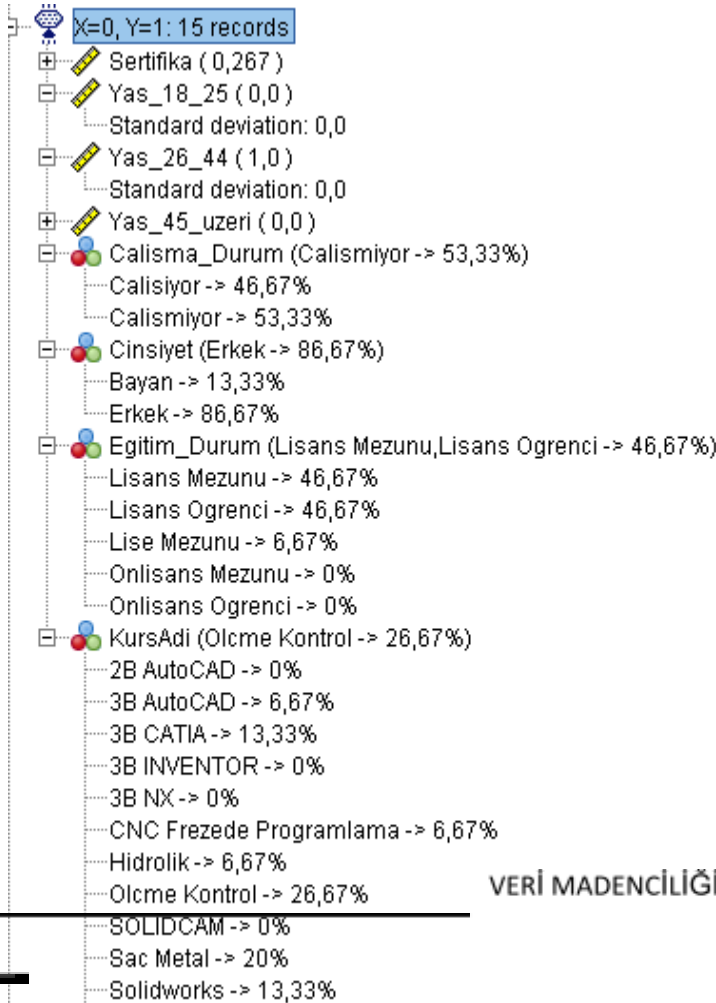 X=0, Y=1: 15 records
Sertifika ( 0,267 )
Yas_18_25 ( 0,0 )
Standard deviation: 0,0
Yas_26_44 ( 1,0 )
Standard deviation: 0,0
Yas_45_uzeri ( 0,0 )
Calisma_Durum (Calismiyor -> 53,33%)
Calisiyor -> 46,67%
Calismiyor -> 53,33%
Cinsiyet (Erkek -> 86,67%)
Bayan -> 13,33%
Erkek -> 86,67%
Egitim_Durum (Lisans Mezunu,Lisans Ogrenci -> 46,67%)
Lisans Mezunu -> 46,67%
Lisans Ogrenci -> 46,67%
Lise Mezunu -> 6,67%
Onlisans Mezunu -> 0%
Onlisans Ogrenci -> 0%
KursAdi (Olcme Kontrol -> 26,67%)
2B AutoCAD -> 0%
3B AutoCAD -> 6,67%
3B CATIA -> 13,33%
3B INVENTOR -> 0%
3B NX -> 0%
CNC Frezede Programlama -> 6,67%
Hidrolik -> 6,67%
Olcme Kontrol -> 26,67%
VERİ MADENCİLİĞİ
SOLIDCAM -> 0%
Sac Metal -> 20%
Solidworks -> 13,33%